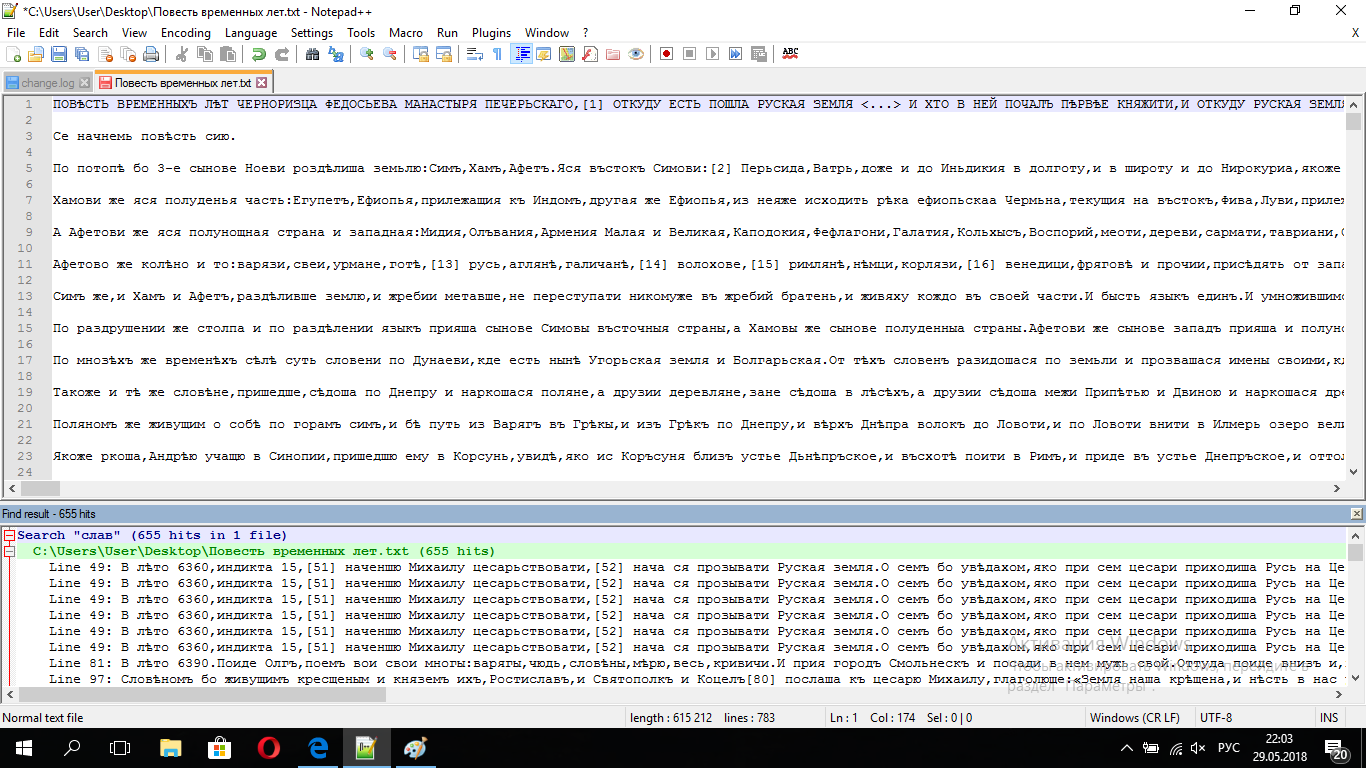 *C:\Users\User\Desktop\Повесть временных лет.txt - Notepad++
File Edit Search View Encoding Language Settings Tools Macro Run Plugins Window ? X
change.log Повесть временных лет.txt
1 ПОВѢСТЬ ВРЕМЕННЫХЪ ЛѢТ ЧЕРНОРИЗЦА ФЕДОСЬЕВА МАНАСТЫРЯ ПЕЧЕРЬСКАГО,[1] ОТКУДУ ЕСТЬ ПОШЛА РУСКАЯ ЗЕМЛЯ <...> И ХТО В НЕЙ ПОЧАЛЪ ПѢРВѢЕ КНЯЖИТИ,И ОТКУДУ РУСКАЯ ЗЕМЛЯ
2
3 Се начнемь повѣсть сию.
4
5 По потопѣ бо 3-е сынове Ноеви роздѣлиша земьлю:Симъ,Хамъ,Афетъ.Яся въстокъ Симови:[2] Перьсида,Ватрь,доже и до Иньдикия в долготу,и в широту и до Нирокуриа,якоже
6
7 Хамови же яся полуденья часть:Егупетъ,Ефиопья,прилежащия къ Индомъ,другая же Ефиопья,из неяже исходить рѣка ефиопьскаа Чермьна,текущия на въстокъ,Фива,Луви,прилеж
8
9 А Афетови же яся полунощная страна и западная:Мидия,Олъвания,Армения Малая и Великая,Каподокия,Фефлагони,Галатия,Кольхысъ,Воспорий,меоти,дереви,сармати,тавриани,С
10
11 Афетово же колѣно и то:варязи,свеи,урмане,готѣ,[13] русь,аглянѣ,галичанѣ,[14] волохове,[15] римлянѣ,нѣмци,корлязи,[16] венедици,фряговѣ и прочии,присѣдять от запа
12
13 Симъ же,и Хамъ и Афетъ,раздѣливше землю,и жребии метавше,не переступати никомуже въ жребий братень,и живяху кождо въ своей части.И бысть языкъ единъ.И умножившимс
14
15 По раздрушении же столпа и по раздѣлении языкъ прияша сынове Симовы въсточныя страны,а Хамовы же сынове полуденныа страны.Афетови же сынове западъ прияша и полуно
16
17 По мнозѣхъ же временѣхъ сѣлѣ суть словени по Дунаеви,кде есть нынѣ Угорьская земля и Болгарьская.От тѣхъ словенъ разидошася по земьли и прозвашася имены своими,кд
18
19 Такоже и тѣ же словѣне,пришедше,сѣдоша по Днепру и наркошася поляне,а друзии деревляне,зане сѣдоша в лѣсѣхъ,а друзии сѣдоша межи Припѣтью и Двиною и наркошася дре
20
21 Поляномъ же живущим о собѣ по горамъ симъ,и бѣ путь из Варягъ въ Грѣкы,и изъ Грѣкъ по Днепру,и вѣрхъ Днѣпра волокъ до Ловоти,и по Ловоти внити в Илмерь озеро вели
22
23 Якоже ркоша,Андрѣю учащю в Синопии,пришедшю ему в Корсунь,увидѣ,яко ис Коръсуня близъ устье Дьнѣпръское,и въсхотѣ поити в Римъ,и приде въ устье Днепръское,и оттол
24
Find result - 655 hits
Search "слав" (655 hits in 1 file)
C:\Users\User\Desktop\Повесть временных лет.txt (655 hits)
Line 49: В лѣто 6360,индикта 15,[51] наченшю Михаилу цесарьствовати,[52] нача ся прозывати Руская земля.О семъ бо увѣдахом,яко при сем цесари приходиша Русь на Це
Line 49: В лѣто 6360,индикта 15,[51] наченшю Михаилу цесарьствовати,[52] нача ся прозывати Руская земля.О семъ бо увѣдахом,яко при сем цесари приходиша Русь на Це
Line 49: В лѣто 6360,индикта 15,[51] наченшю Михаилу цесарьствовати,[52] нача ся прозывати Руская земля.О семъ бо увѣдахом,яко при сем цесари приходиша Русь на Це
Line 49: В лѣто 6360,индикта 15,[51] наченшю Михаилу цесарьствовати,[52] нача ся прозывати Руская земля.О семъ бо увѣдахом,яко при сем цесари приходиша Русь на Це
Line 49: В лѣто 6360,индикта 15,[51] наченшю Михаилу цесарьствовати,[52] нача ся прозывати Руская земля.О семъ бо увѣдахом,яко при сем цесари приходиша Русь на Це
Line 49: В лѣто 6360,индикта 15,[51] наченшю Михаилу цесарьствовати,[52] нача ся прозывати Руская земля.О семъ бо увѣдахом,яко при сем цесари приходиша Русь на Це
Line 81: В лѣто 6390.Поиде Олгъ,поемъ вои свои многы:варягы,чюдь,словѣны,мѣрю,весь,кривичи.И прия городъ Смольнескъ и посади в нем мужь свой.Оттуда поиде внизъ и,
Line 97: Словѣномъ бо живущимъ крещеным и княземъ ихъ,Ростиславъ,и Святополкъ и Коцелъ[80] послаша къ цесарю Михаилу,глаголюще:«Земля наша крѣщена,и нѣсть в нас
Активация Windows
Чтобы активировать Windows, перейдите в
раздел "Параметры".
Normal text file length : 615 212 lines : 783 Ln : 1 Col : 174 Sel : 0 | 0 Windows (CR LF) UTF-8 INS
РУС 22:03
29.05.2018 20